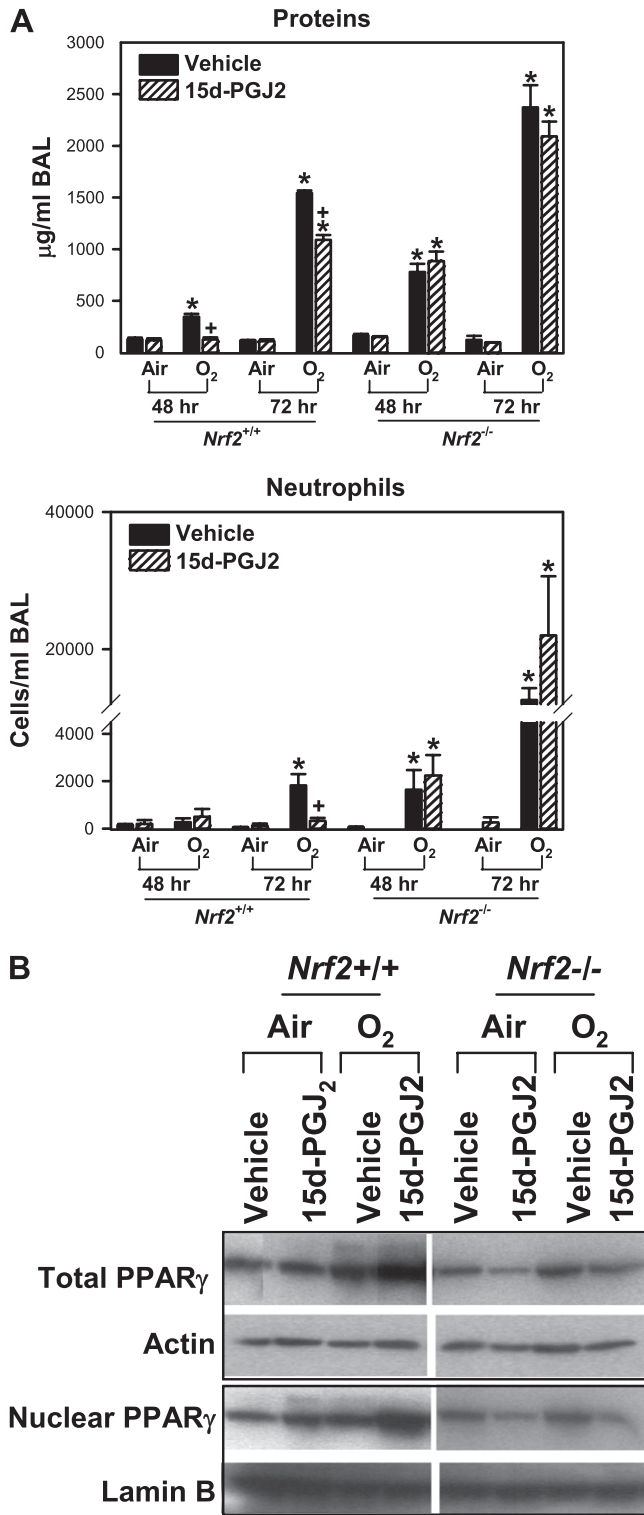 A
Proteins
3000
2500
2000
1500
1000
500
0
µg/ml BAL
Vehicle
15d-PGJ2
*
+
*
+
*
*
*
*
*
Air O2 Air O2 Air O2 Air O2
48 hr 72 hr 48 hr 72 hr
Nrf2+/+ Nrf2-/-
Neutrophils
40000
20000
4000
2000
0
Cells/ml BAL
Vehicle
15d-PGJ2
*
+
*
*
*
*
Air O2 Air O2 Air O2 Air O2
48 hr 72 hr 48 hr 72 hr
Nrf2+/+ Nrf2-/-
B
Nrf2+/+ Nrf2-/-
Air O2 Air O2
Vehicle 15d-PGJ2 Vehicle 15d-PGJ2 Vehicle 15d-PGJ2 Vehicle 15d-PGJ2
Total PPARγ
Actin
Nuclear PPARγ
Lamin B